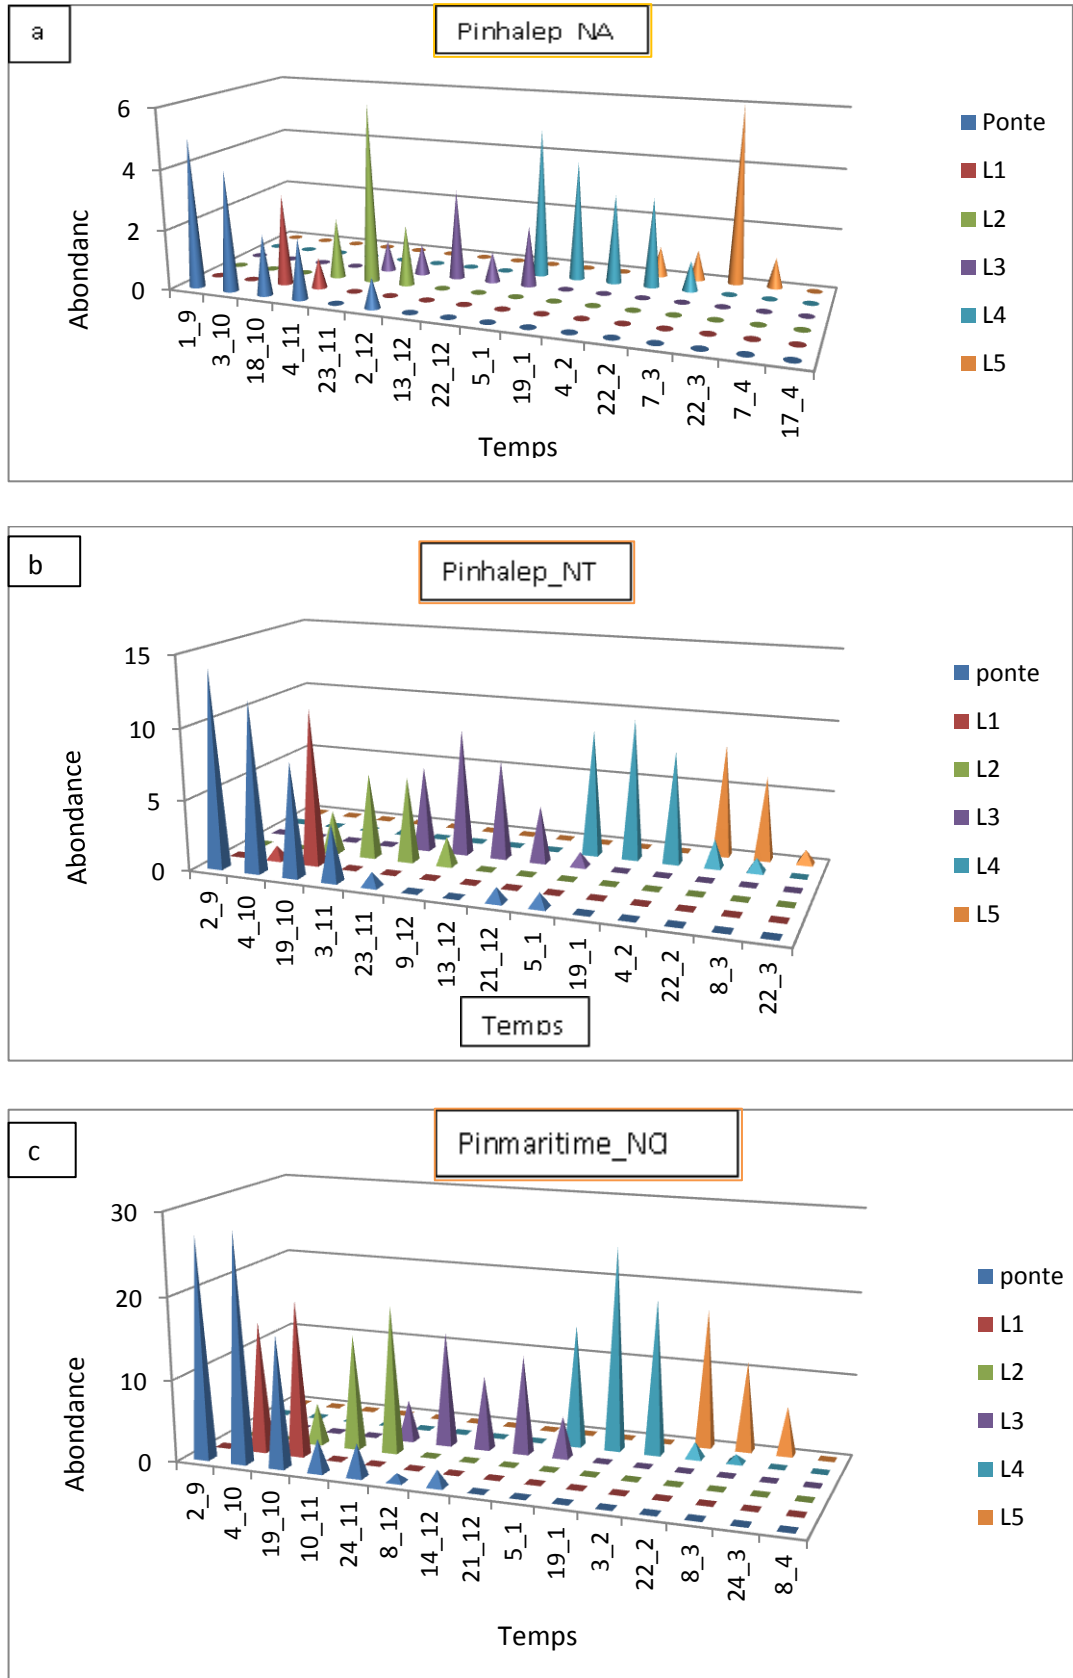 a
Pinhalep_NA
6
4
2
0
Abondanc
1_9
3_10
18_10
4_11
23_11
2_12
13_12
22_12
5_1
19_1
4_2
22_2
7_3
22_3
7_4
17_4
Temps
Ponte
L1
L2
L3
L4
L5
b
Pinhalep_NT
15
10
5
0
Abondance
2_9
4_10
19_10
3_11
23_11
9_12
13_12
21_12
5_1
19_1
4_2
22_2
8_3
22_3
Temps
ponte
L1
L2
L3
L4
L5
c
Pinmaritime_NCl
30
20
10
0
Abondance
2_9
4_10
19_10
10_11
24_11
8_12
14_12
21_12
5_1
19_1
3_2
22_2
8_3
24_3
8_4
Temps
ponte
L1
L2
L3
L4
L5